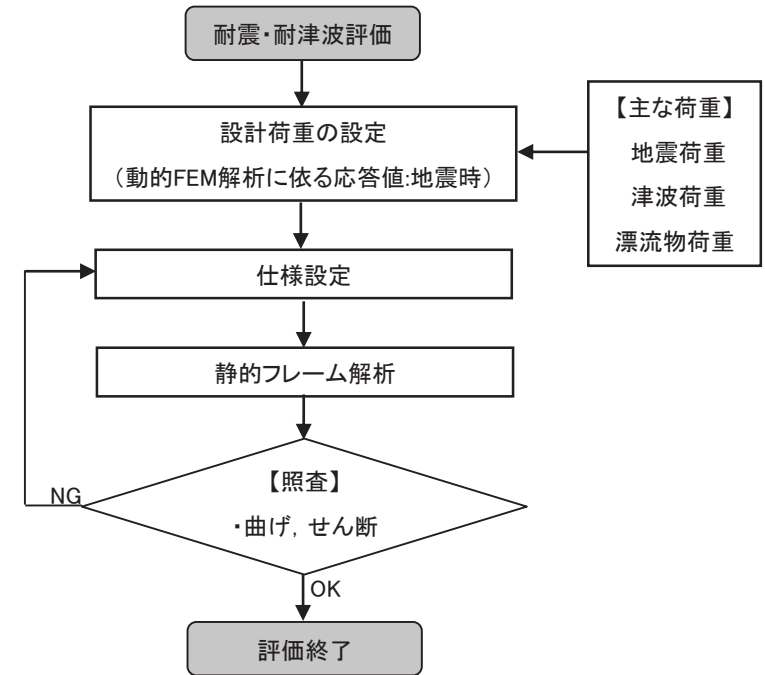 耐震・耐津波評価
設計荷重の設定
（動的FEM解析に依る応答値:地震時）
【主な荷重】
地震荷重
津波荷重
漂流物荷重
仕様設定
静的フレーム解析
【照査】
・曲げ，せん断
NG
OK
評価終了